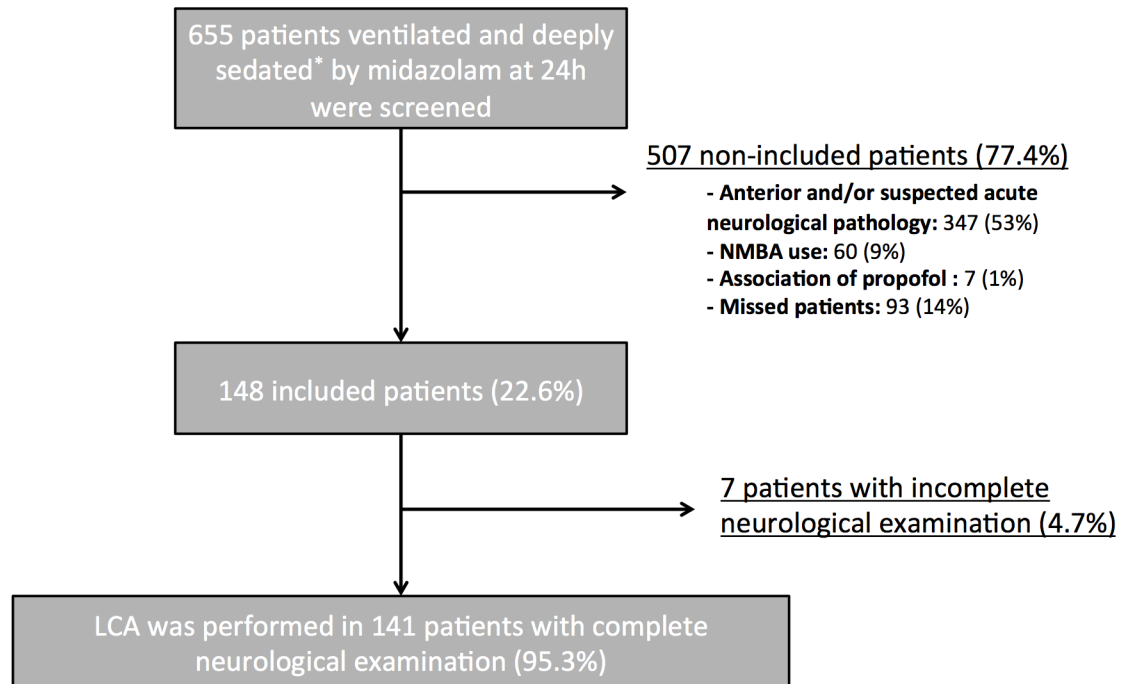 655 patients ventilated and deeply
sedated* by midazolam at 24h
were screened
507 non-included patients (77.4%)
- Anterior and/or suspected acute
neurological pathology: 347 (53%)
- NMBA use: 60 (9%)
- Association of propofol : 7 (1%)
- Missed patients: 93 (14%)
148 included patients (22.6%)
7 patients with incomplete
neurological examination (4.7%)
LCA was performed in 141 patients with complete
neurological examination (95.3%)